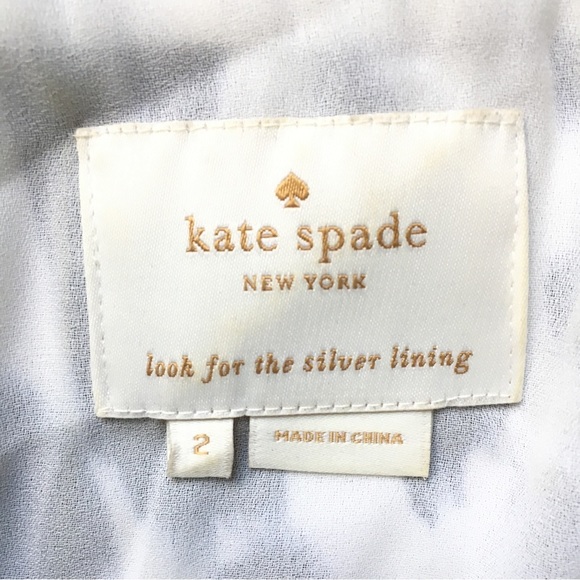 kate spade
NEW YORK
look for the silver lining
2
MADE IN CHINA